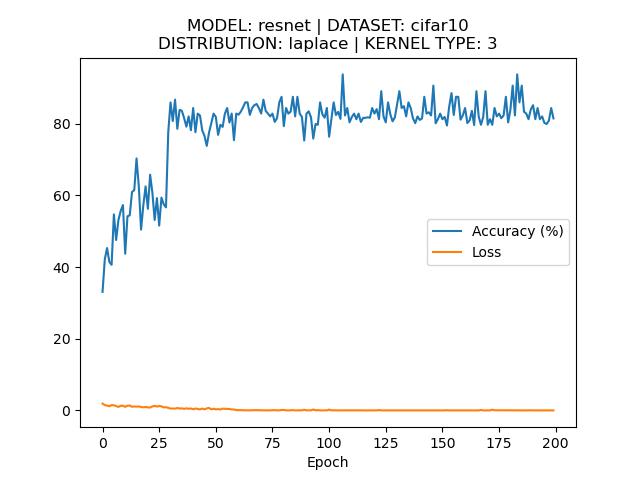 MODEL: resnet | DATASET: cifar10
DISTRIBUTION: laplace | KERNEL TYPE: 3
80
60
40
20
0
Accuracy (%)
Loss
0 25 50 75 100 125 150 175 200
Epoch